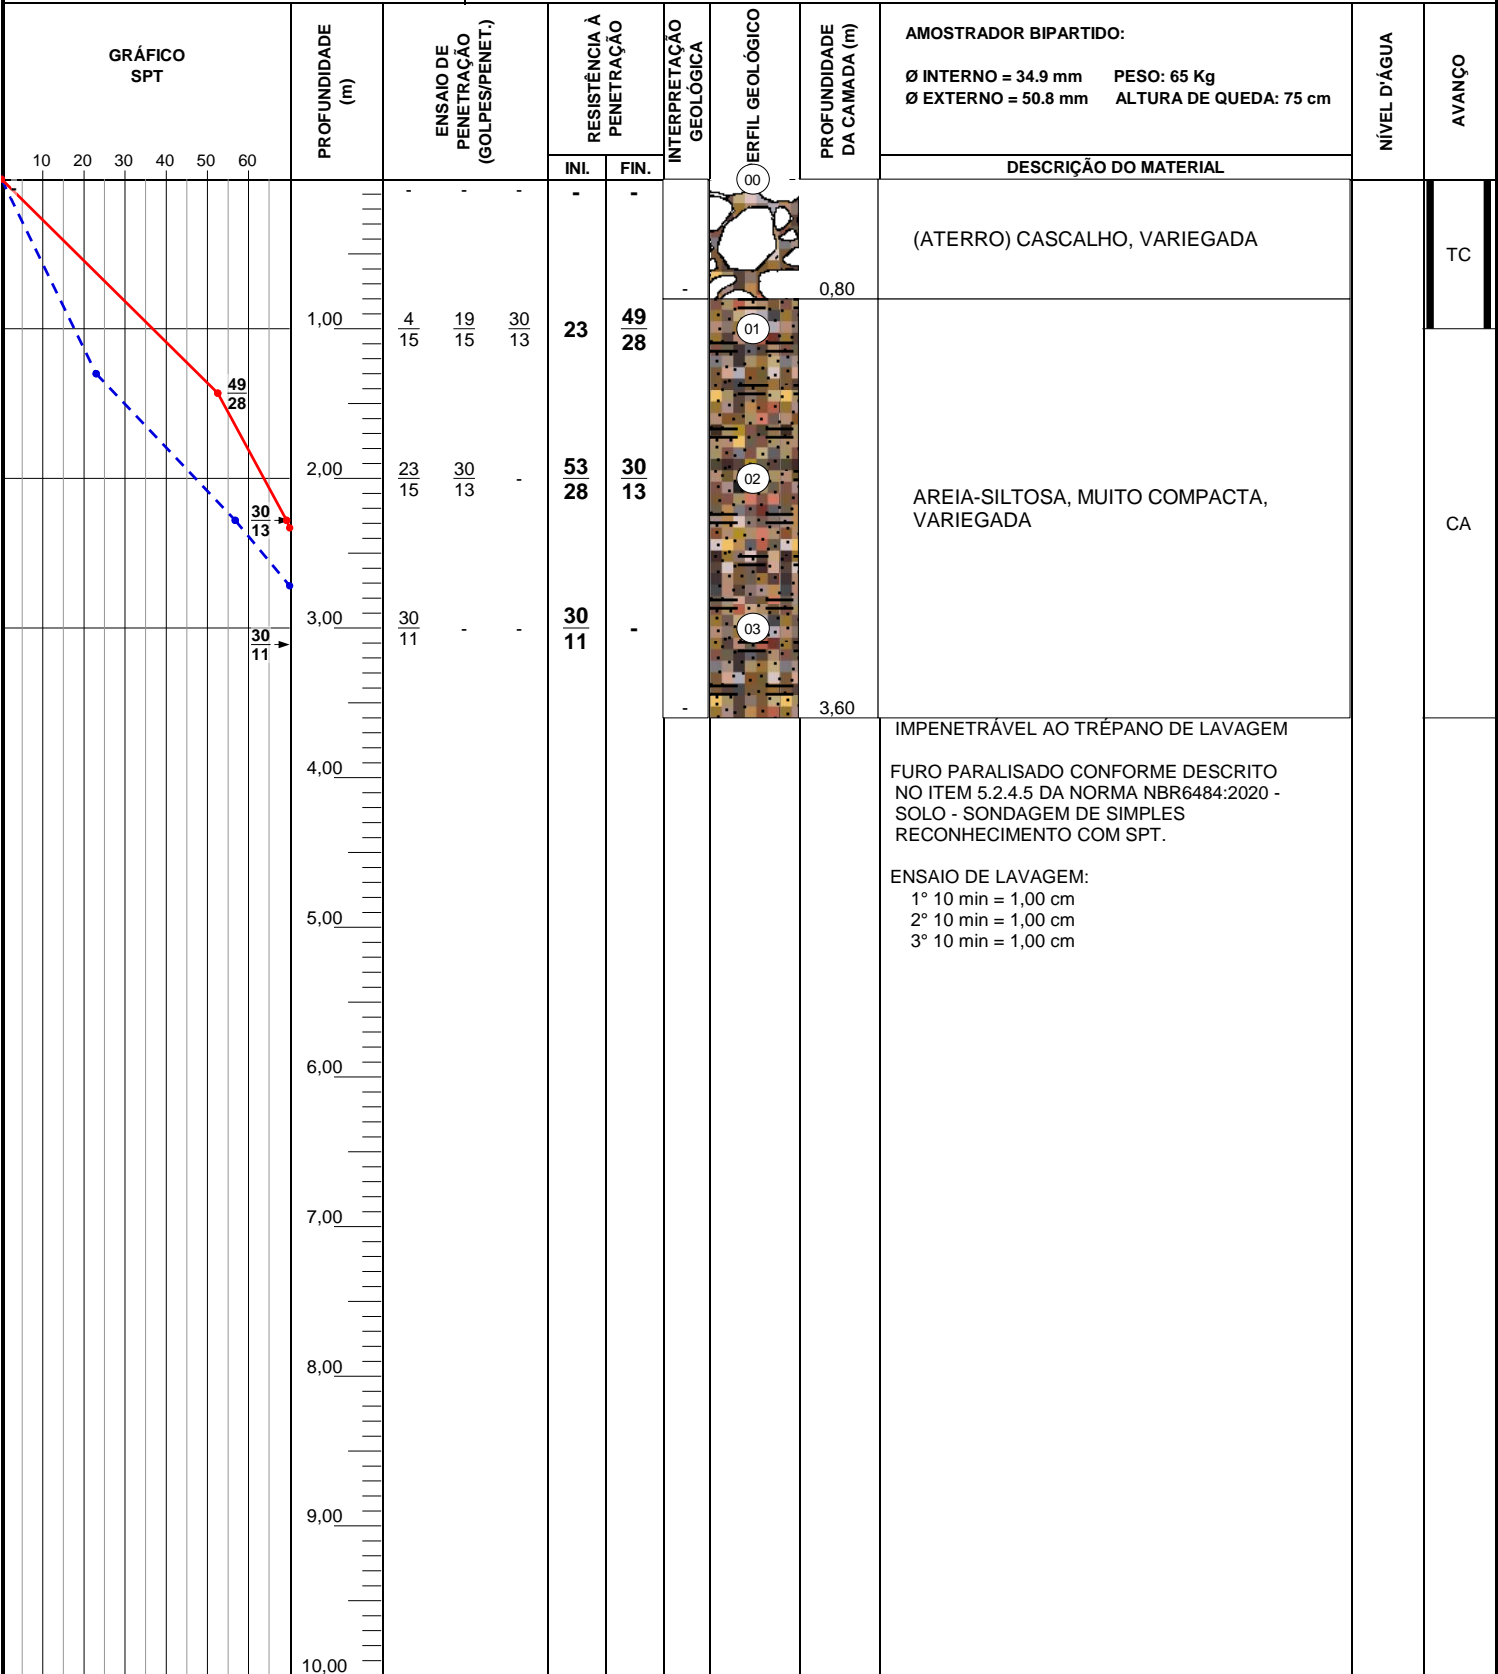 GRÁFICO
SPT
10 20 30 40 50 60
PROFUNDIDADE
(m)
ENSAIO DE
PENETRAÇÃO
(GOLPES/PENET.)
RESISTÊNCIA À
PENETRAÇÃO
INI. FIN.
INTERPRETAÇÃO
GEOLÓGICA
ERFIL GEOLÓGICO
PROFUNDIDADE
DA CAMADA (m)
AMOSTRADOR BIPARTIDO:
Ø INTERNO = 34.9 mm PESO: 65 Kg
Ø EXTERNO = 50.8 mm ALTURA DE QUEDA: 75 cm
DESCRIÇÃO DO MATERIAL
NÍVEL D'ÁGUA
AVANÇO
- - - - - 00 -
(ATERRO) CASCALHO, VARIEGADA
TC
- 0,80
1,00 4/15 19/15 30/13 23 49/28 01
49/28
2,00 23/15 30/13 - 53/28 30/13 02
30/13
AREIA-SILTOSA, MUITO COMPACTA,
VARIEGADA
CA
3,00 30/11 - - 30/11 - 03
30/11
- 3,60
IMPENETRÁVEL AO TRÉPANO DE LAVAGEM
FURO PARALISADO CONFORME DESCRITO
NO ITEM 5.2.4.5 DA NORMA NBR6484:2020 -
SOLO - SONDAGEM DE SIMPLES
RECONHECIMENTO COM SPT.
ENSAIO DE LAVAGEM:
1° 10 min = 1,00 cm
2° 10 min = 1,00 cm
3° 10 min = 1,00 cm
4,00
5,00
6,00
7,00
8,00
9,00
10,00